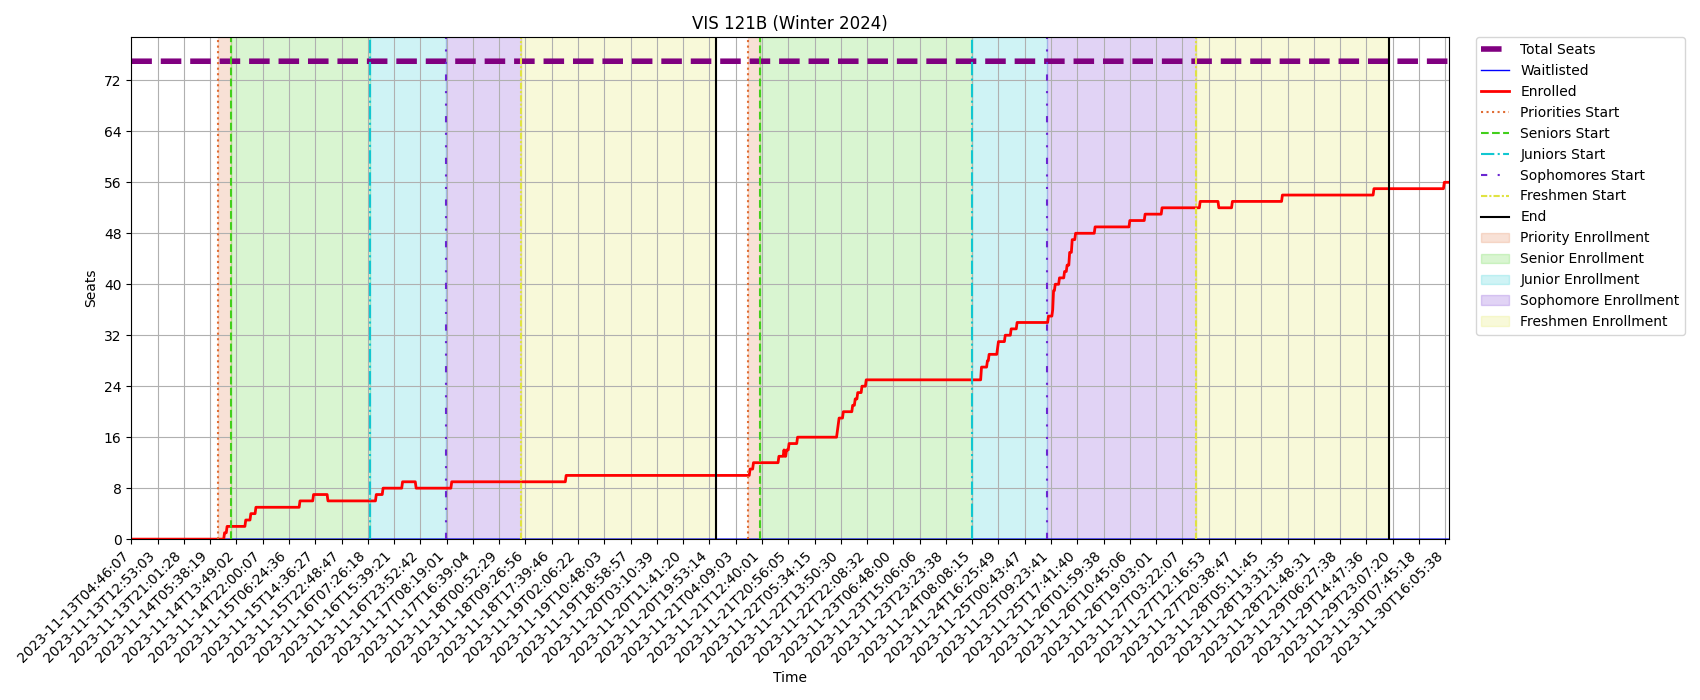 VIS 121B (Winter 2024)
Total Seats
Waitlisted
Enrolled
Priorities Start
Seniors Start
Juniors Start
Sophomores Start
Freshmen Start
End
Priority Enrollment
Senior Enrollment
Junior Enrollment
Sophomore Enrollment
Freshmen Enrollment
Seats
72
64
56
48
40
32
24
16
8
0
2023-11-13T04:46:07
2023-11-13T12:53:03
2023-11-13T21:01:28
2023-11-14T05:38:19
2023-11-14T13:49:02
2023-11-14T22:00:07
2023-11-15T06:24:36
2023-11-15T14:36:27
2023-11-15T22:48:47
2023-11-16T07:26:18
2023-11-16T15:39:21
2023-11-16T23:52:42
2023-11-17T08:19:01
2023-11-17T16:39:04
2023-11-18T00:52:29
2023-11-18T09:26:56
2023-11-18T17:39:46
2023-11-19T02:06:22
2023-11-19T10:48:03
2023-11-19T18:58:57
2023-11-20T03:10:39
2023-11-20T11:41:20
2023-11-20T19:53:14
2023-11-21T04:09:03
2023-11-21T12:40:01
2023-11-21T20:56:05
2023-11-22T05:34:15
2023-11-22T13:50:30
2023-11-22T22:08:32
2023-11-23T06:48:00
2023-11-23T15:06:06
2023-11-23T23:23:38
2023-11-24T08:08:15
2023-11-24T16:25:49
2023-11-25T00:43:47
2023-11-25T09:23:41
2023-11-25T17:41:40
2023-11-26T01:59:38
2023-11-26T10:45:06
2023-11-26T19:03:01
2023-11-27T03:22:07
2023-11-27T12:16:53
2023-11-27T20:38:47
2023-11-28T05:11:45
2023-11-28T13:31:35
2023-11-28T21:48:31
2023-11-29T06:27:38
2023-11-29T14:47:36
2023-11-29T23:07:20
2023-11-30T07:45:18
2023-11-30T16:05:38
Time